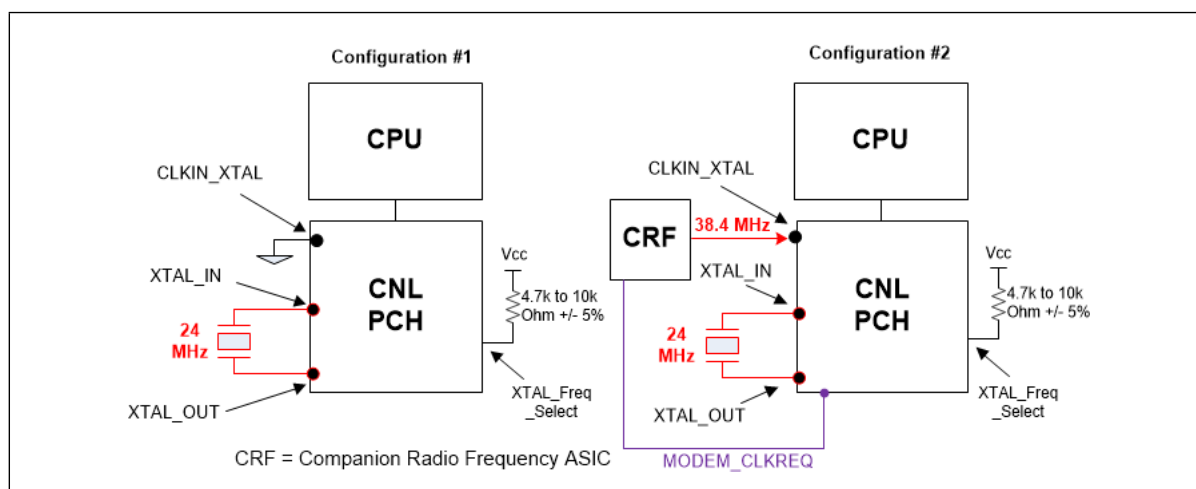 Configuration #1
CPU
CLKIN_XTAL
XTAL_IN
CNL
PCH
24
MHz
XTAL_OUT
Vcc
4.7k to 10k
Ohm +/- 5%
XTAL_Freq
_Select
Configuration #2
CPU
CLKIN_XTAL
CRF
38.4 MHz
XTAL_IN
CNL
PCH
24
MHz
XTAL_OUT
Vcc
4.7k to 10k
Ohm +/- 5%
XTAL_Freq
_Select
CRF = Companion Radio Frequency ASIC
MODEM_CLKREQ